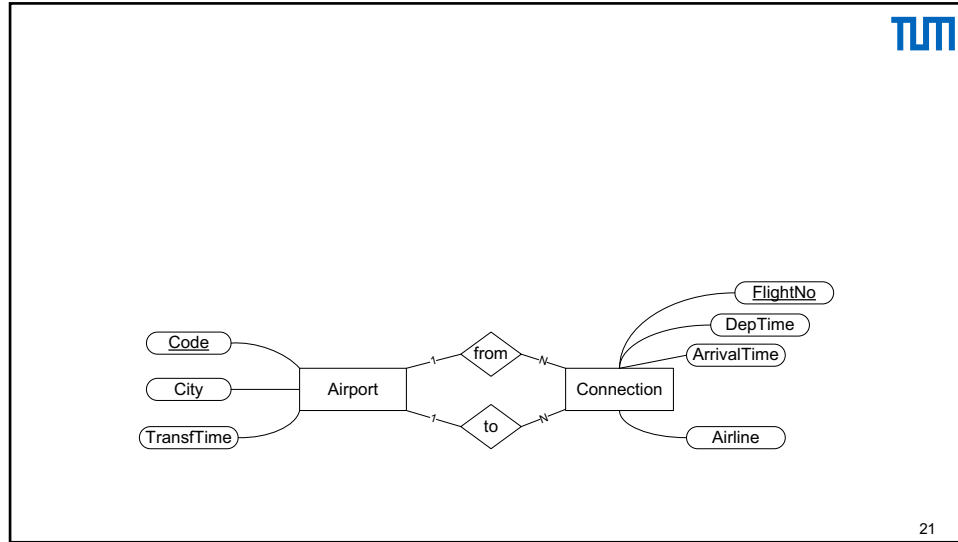 TUM
FlightNo
DepTime
Code
from
ArrivalTime
1
N
City
Airport
Connection
1
N
TransfTime
to
Airline
21